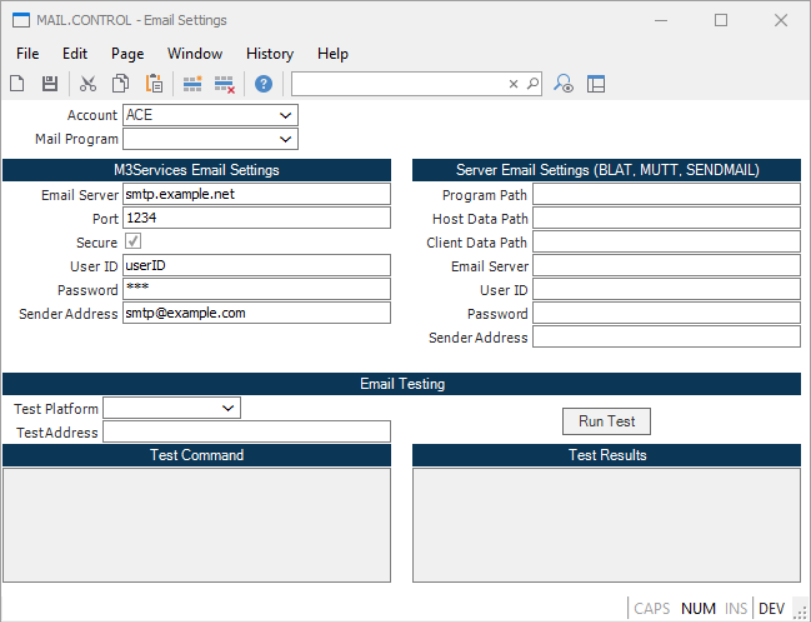 MAIL.CONTROL - Email Settings
File Edit Page Window History Help
Account ACE
Mail Program
M3Services Email Settings
Email Server smtp.example.net
Port 1234
Secure
User ID userID
Password ***
Sender Address smtp@example.com
Server Email Settings (BLAT, MUTT, SENDMAIL)
Program Path
Host Data Path
Client Data Path
Email Server
User ID
Password
Sender Address
Email Testing
Test Platform
Test Address
Run Test
Test Command
Test Results
CAPS NUM INS DEV